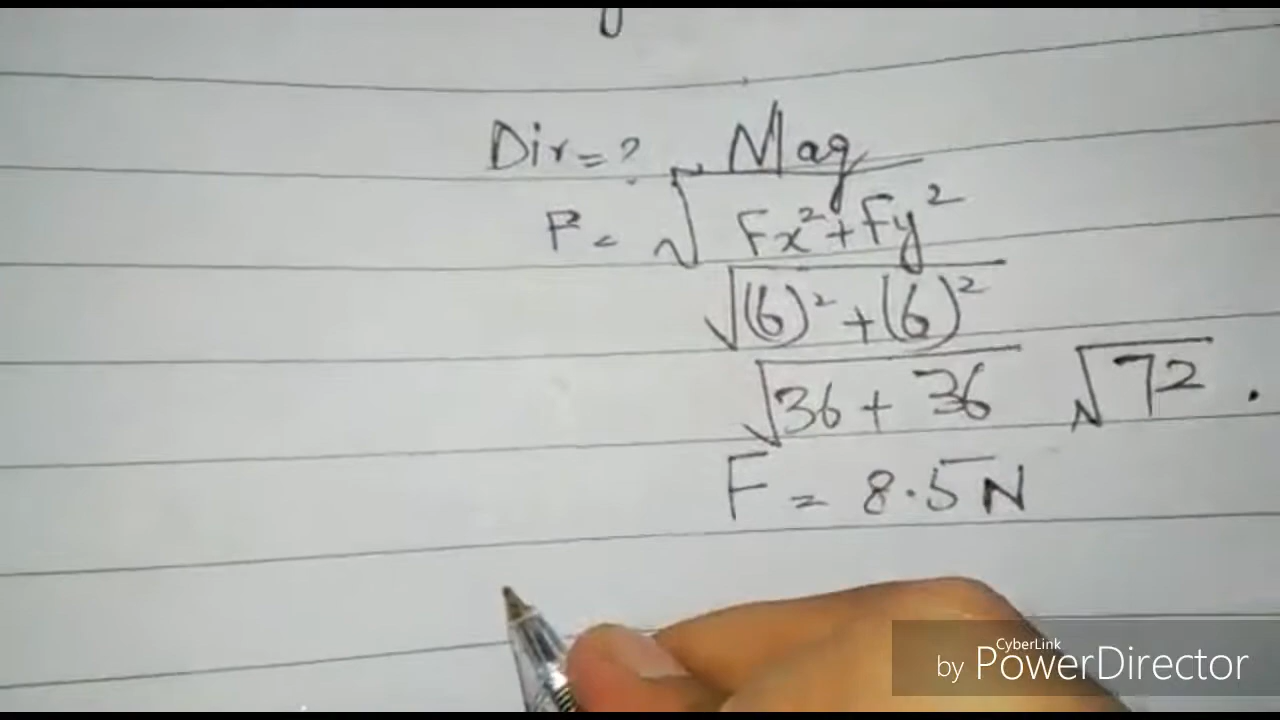 Dir = ? Mag
F = √Fx² + Fy²
√(6)² + (6)²
√36 + 36 √72 .
F = 8.5 N
CyberLink
by PowerDirector